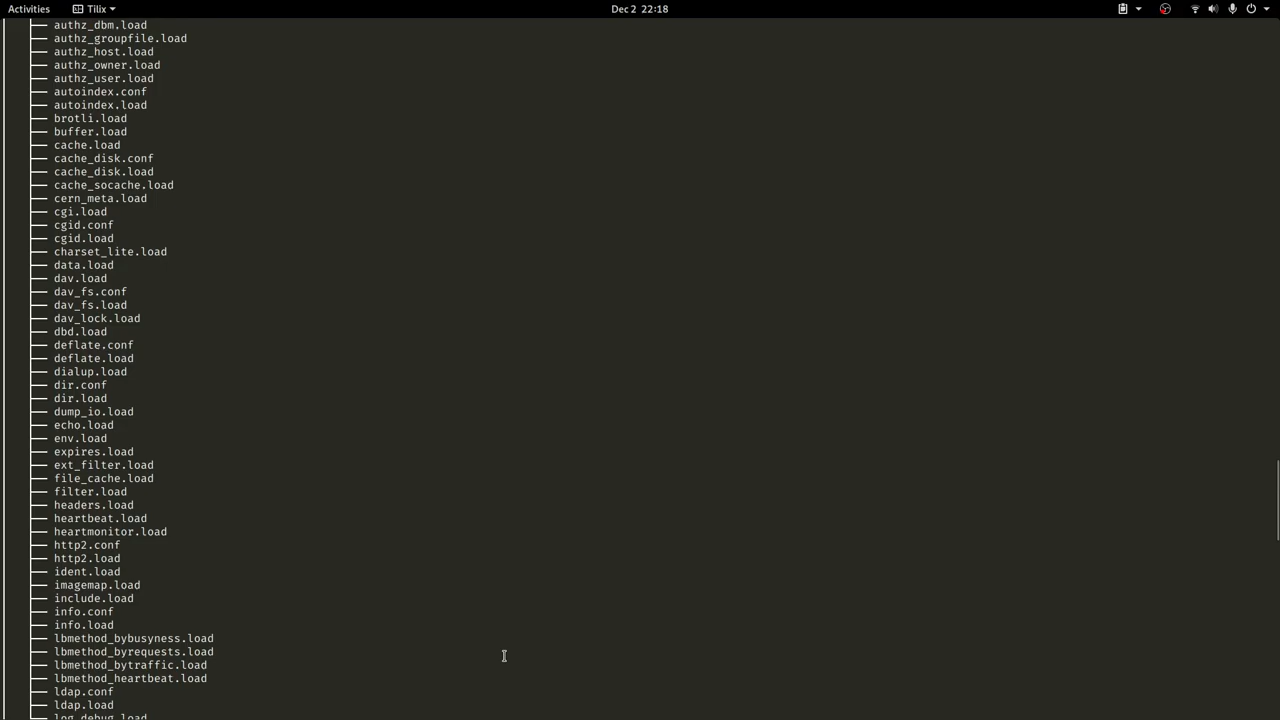 Activities
Tilix
Dec 2 22:18
authz_dbm.load
authz_groupfile.load
authz_host.load
authz_owner.load
authz_user.load
autoindex.conf
autoindex.load
brotli.load
buffer.load
cache.load
cache_disk.conf
cache_disk.load
cache_socache.load
cern_meta.load
cgi.load
cgid.conf
cgid.load
charset_lite.load
data.load
dav.load
dav_fs.conf
dav_fs.load
dav_lock.load
dbd.load
deflate.conf
deflate.load
dialup.load
dir.conf
dir.load
dump_io.load
echo.load
env.load
expires.load
ext_filter.load
file_cache.load
filter.load
headers.load
heartbeat.load
heartmonitor.load
http2.conf
http2.load
ident.load
imagemap.load
include.load
info.conf
info.load
lbmethod_bybusyness.load
lbmethod_byrequests.load
lbmethod_bytraffic.load
lbmethod_heartbeat.load
ldap.conf
ldap.load
log_debug.load